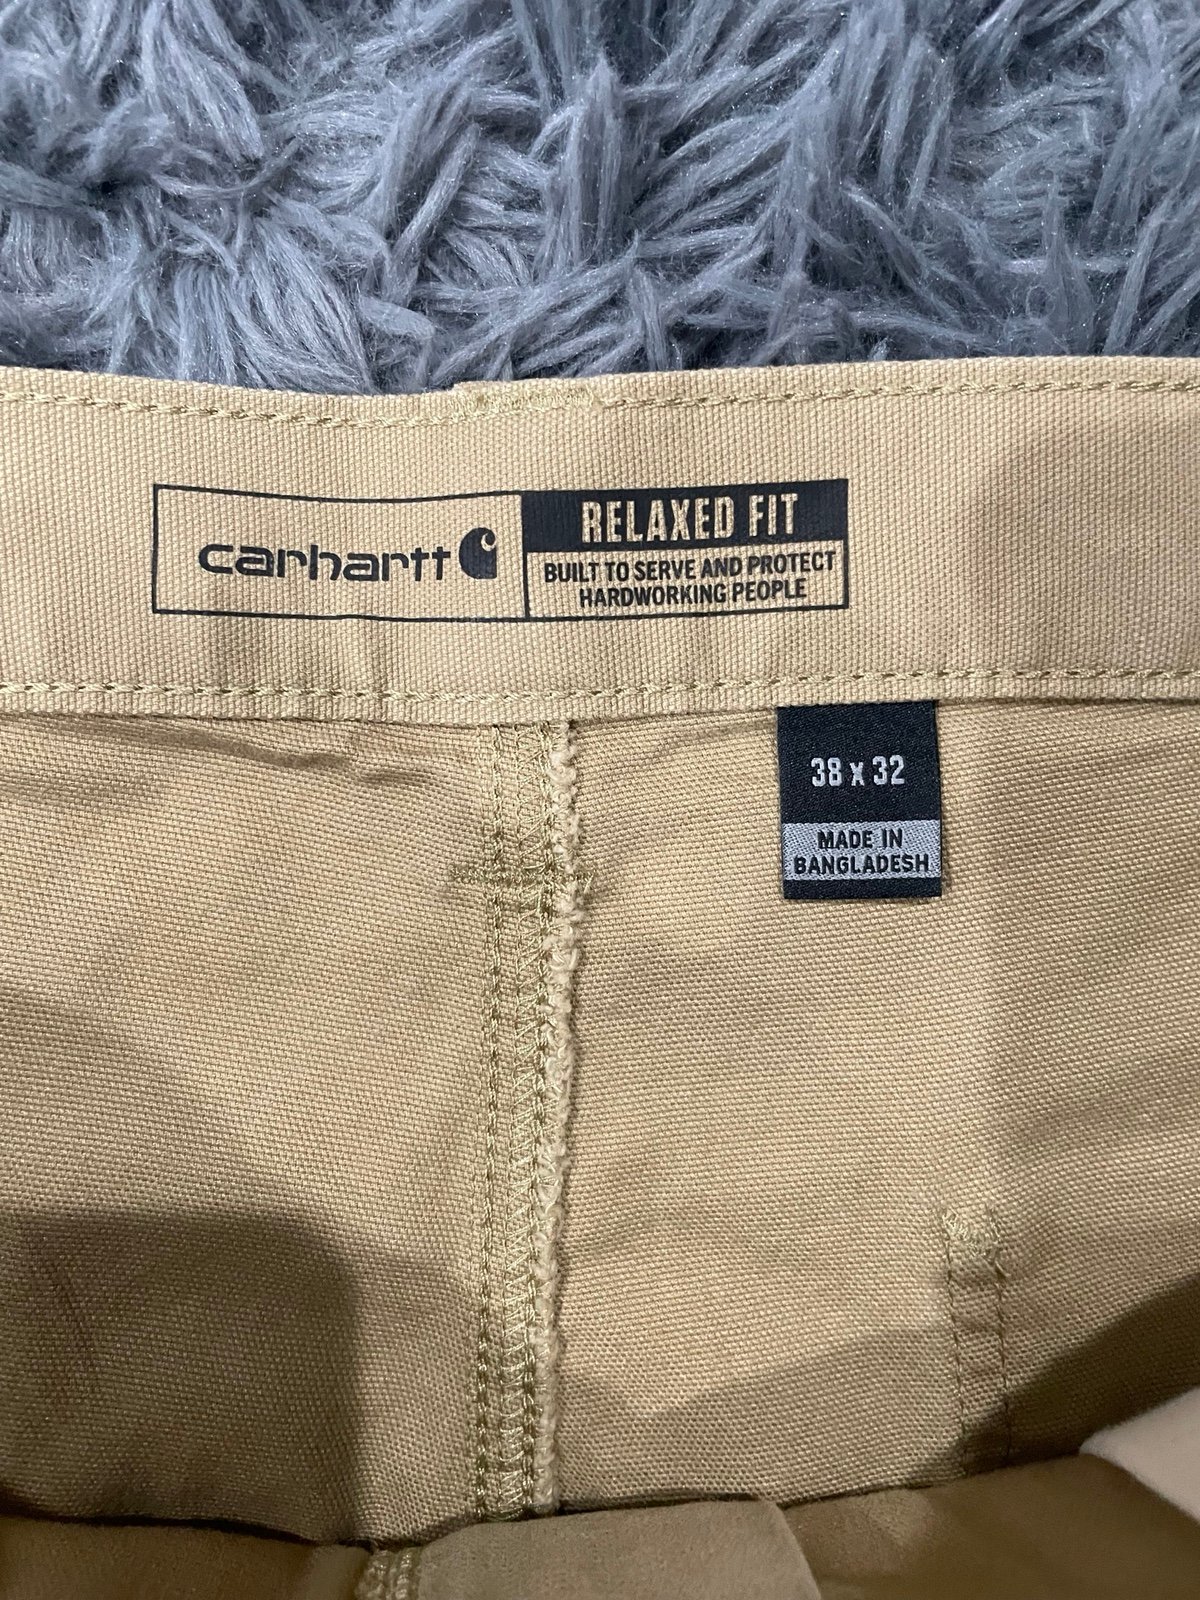 carhartt
RELAXED FIT
BUILT TO SERVE AND PROTECT
HARDWORKING PEOPLE
38 x 32
MADE IN
BANGLADESH